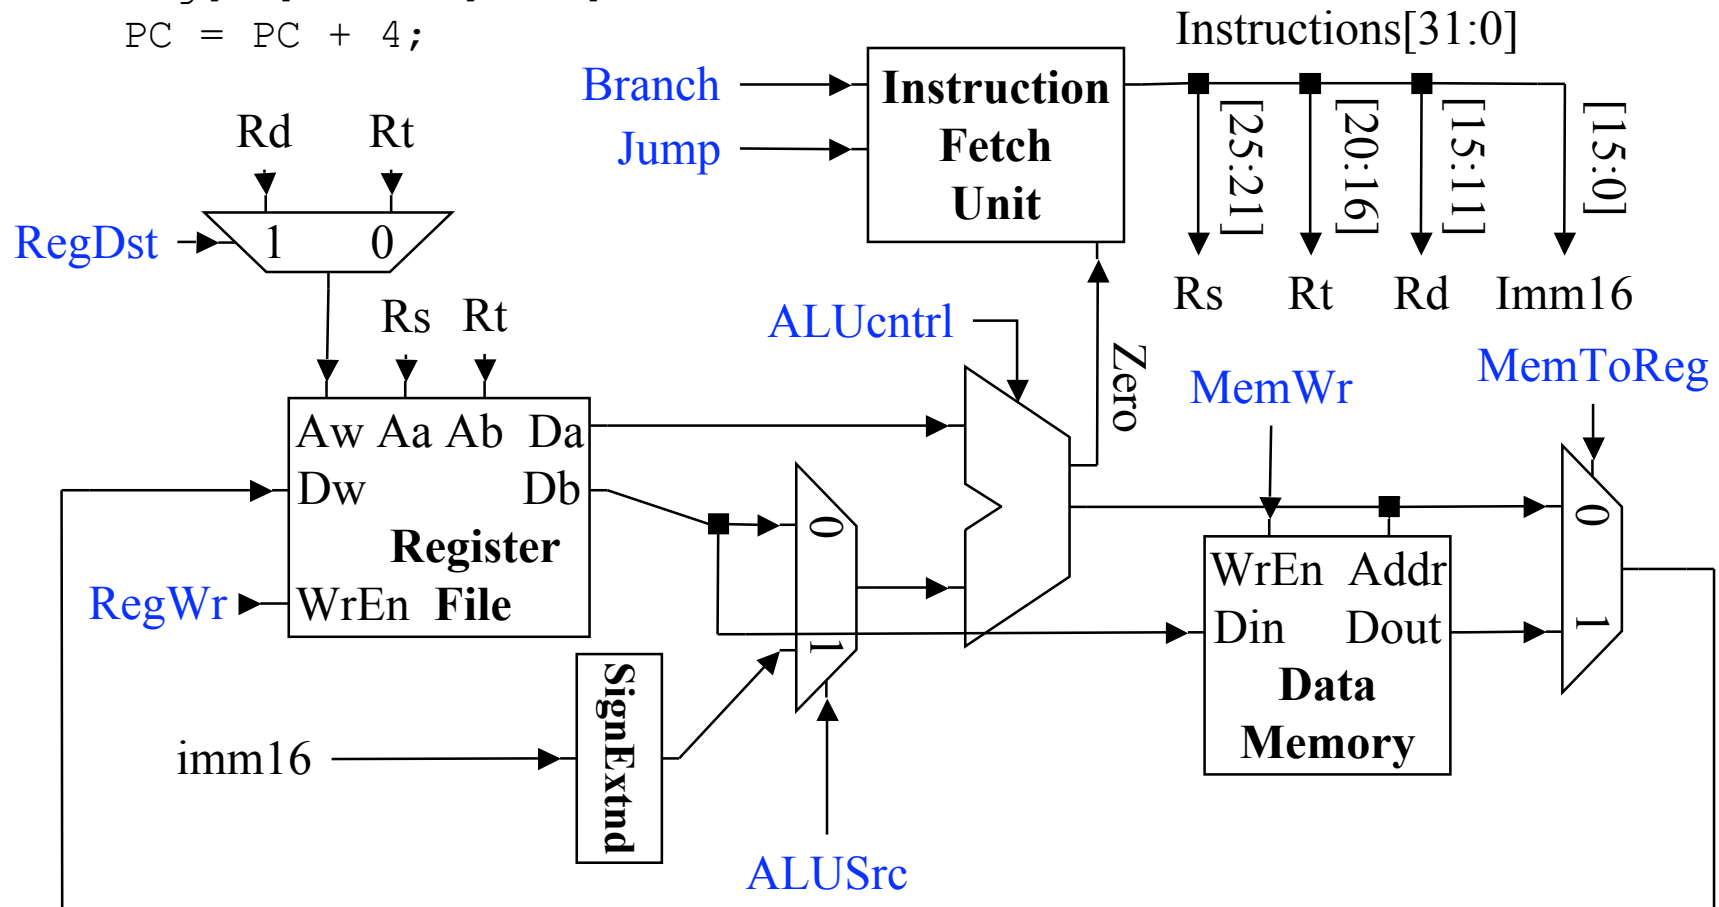 PC = PC + 4;
Instructions[31:0]
Branch
Jump
Instruction
Fetch
Unit
[25:21]
[20:16]
[15:11]
[15:0]
Rs
Rt
Rd
Imm16
Rd
Rt
RegDst
1
0
Rs
Rt
ALUcntrl
Zero
MemWr
MemToReg
Aw Aa Ab Da
Dw Db
Register
File
WrEn
RegWr
0
1
WrEn Addr
Din Dout
Data
Memory
0
1
SignExtnd
imm16
ALUSrc